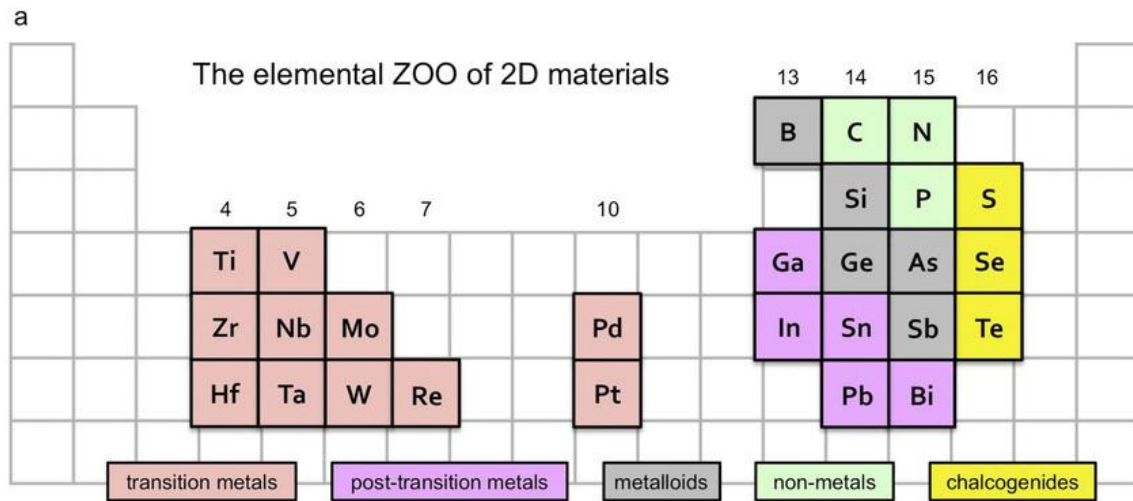 a
The elemental ZOO of 2D materials
13 14 15 16
B C N
Si P S
4 5 6 7 10
Ti V Ga Ge As Se
Zr Nb Mo Pd In Sn Sb Te
Hf Ta W Re Pt Pb Bi
transition metals post-transition metals metalloids non-metals chalcogenides